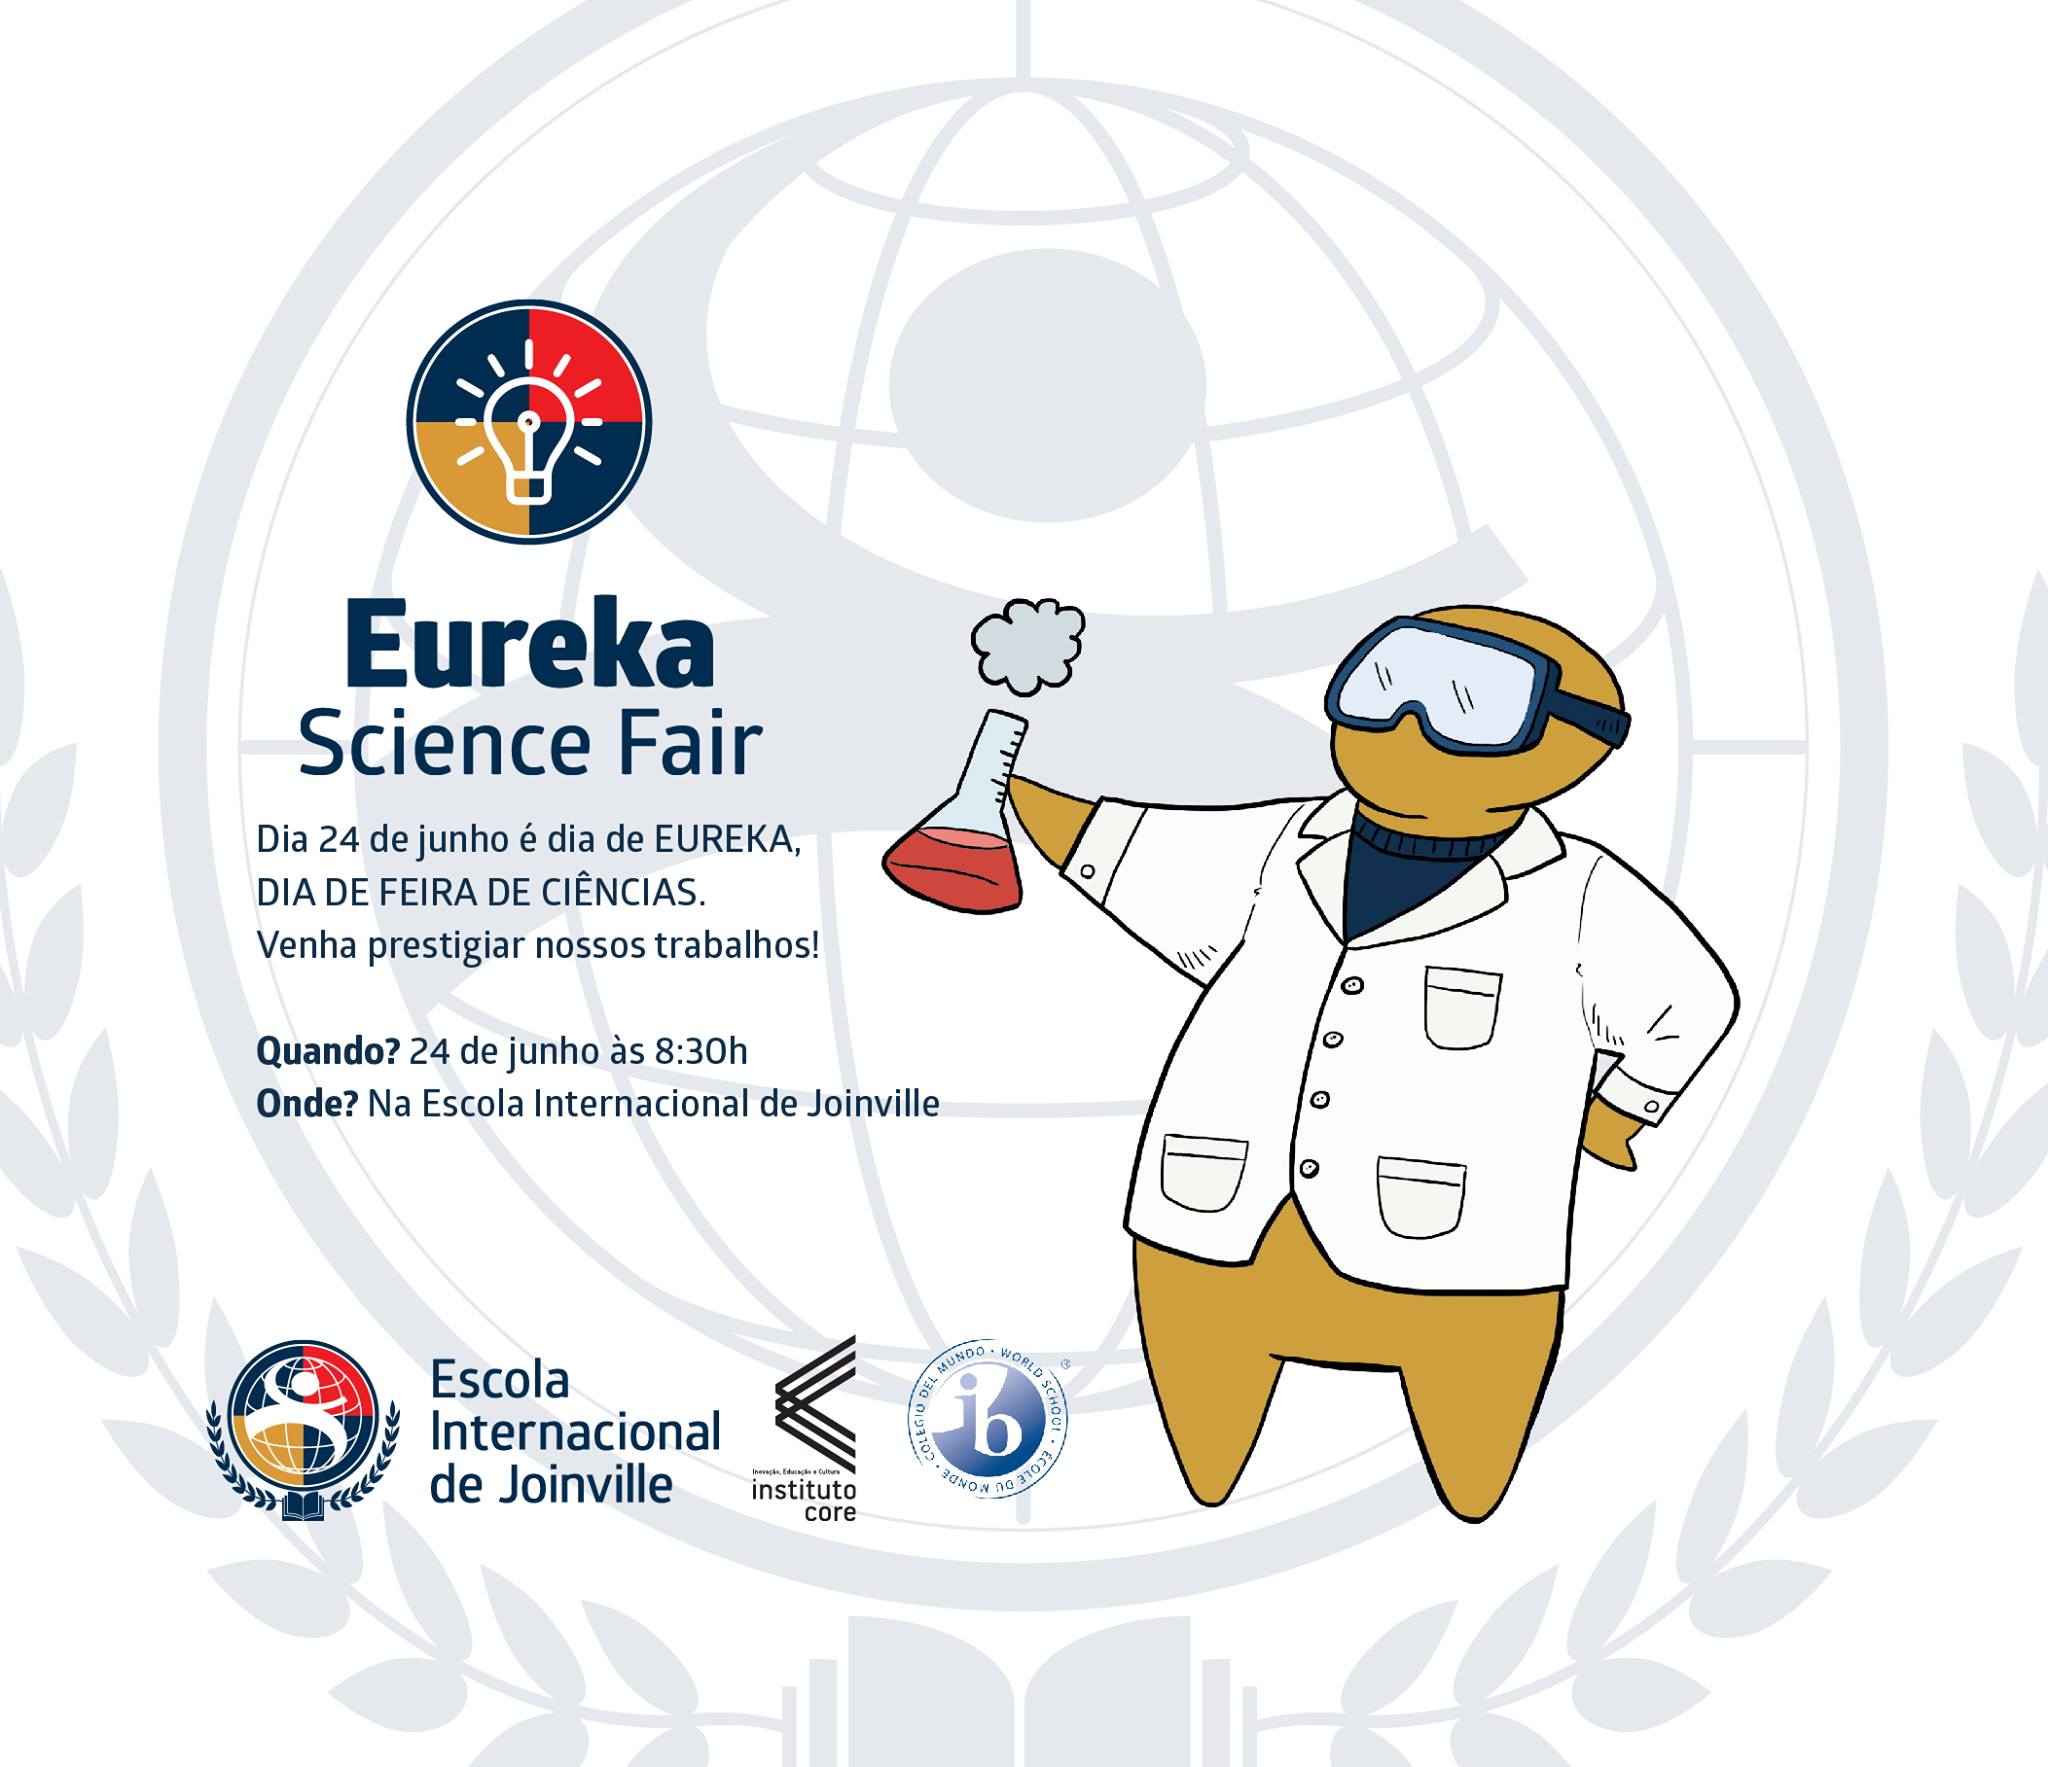 Eureka
Science Fair
Dia 24 de junho é dia de EUREKA,
DIA DE FEIRA DE CIÊNCIAS.
Venha prestigiar nossos trabalhos!
Quando? 24 de junho às 8:30h
Onde? Na Escola Internacional de Joinville
Escola
Internacional
de Joinville
Inovação, Educação e Cultura
instituto
core
COLEGIO DEL MUNDO • WORLD SCHOOL • ÉCOLE DU MONDE •
ib
®